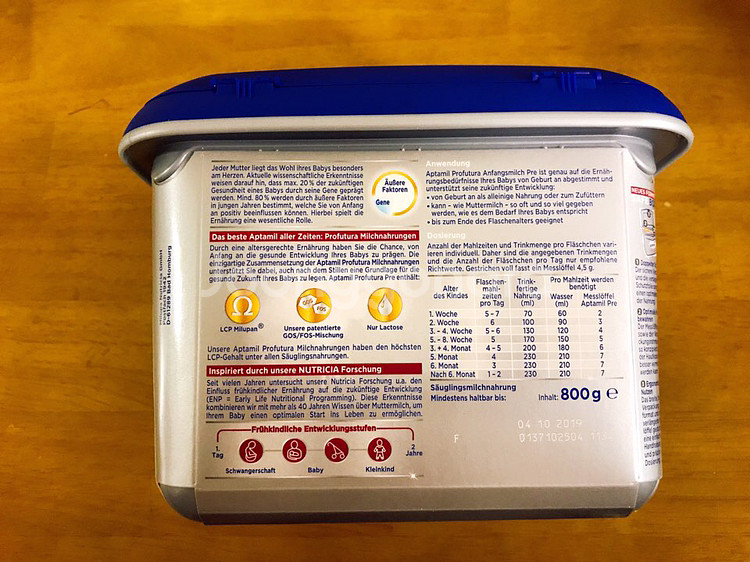 Jeder Mutter liegt das Wohl ihres Babys besonders
am Herzen. Aktuelle wissenschaftliche Erkenntnisse
weisen darauf hin, dass max. 20 % der zukünftigen
Gesundheit eines Babys durch seine Gene geprägt
werden. Mind. 80 % werden durch äußere Faktoren
in jungen Jahren bestimmt, welche Sie von Anfang
an positiv beeinflussen können. Hierbei spielt die
Ernährung eine wesentliche Rolle.
Äußere
Faktoren
Gene
Das beste Aptamil aller Zeiten: Profutura Milchnahrungen
Durch eine altersgerechte Ernährung haben Sie die Chance, von
Anfang an die gesunde Entwicklung Ihres Babys zu prägen. Die
einzigartige Zusammensetzung der Aptamil Profutura Milchnahrungen
unterstützt Sie dabei, auch nach dem Stillen eine Grundlage für die
gesunde Zukunft Ihres Babys zu legen. Aptamil Profutura Pre enthält:
GOS
FOS
LCP Milupan®
Unsere patentierte
GOS/FOS-Mischung
Nur Lactose
Unsere Aptamil Profutura Milchnahrungen haben den höchsten
LCP-Gehalt unter allen Säuglingsnahrungen.
Inspiriert durch unsere NUTRICIA Forschung
Seit vielen Jahren untersucht unsere Nutricia Forschung u.a. den
Einfluss frühkindlicher Ernährung auf die zukünftige Entwicklung
(ENP = Early Life Nutritional Programming). Diese Erkenntnisse
kombinieren wir mit mehr als 40 Jahren Wissen über Muttermilch, um
Ihrem Baby einen optimalen Start ins Leben zu ermöglichen.
Frühkindliche Entwicklungsstufen
1.
Tag
2
Jahre
Schwangerschaft
Baby
Kleinkind
Anwendung
Aptamil Profutura Anfangsmilch Pre ist genau auf die Ernäh-
rungsbedürfnisse Ihres Babys von Geburt an abgestimmt und
unterstützt seine zukünftige Entwicklung:
• von Geburt an als alleinige Nahrung oder zum Zufüttern
• kann - wie Muttermilch - so oft und so viel gegeben
werden, wie es dem Bedarf Ihres Babys entspricht
• bis zum Ende des Flaschenalters geeignet
Dosierung
Anzahl der Mahlzeiten und Trinkmenge pro Fläschchen vari-
ieren individuell. Daher sind die angegebenen Trinkmengen
und die Anzahl der Fläschchen pro Tag nur empfohlene
Richtwerte. Gestrichen voll fasst ein Messlöffel 4,5 g.
Alter
des Kindes
Flaschen-
mahl-
zeiten
pro Tag
Trink-
fertige
Nahrung
(ml)
Pro Mahlzeit werden
benötigt
Wasser
(ml)
Messlöffel
Aptamil Pre
1. Woche 5 - 7 70 60 2
2. Woche 6 100 90 3
3. - 4. Woche 5 - 6 130 120 4
5. - 8. Woche 5 170 150 5
3. + 4. Monat 4 - 5 200 180 6
5. Monat 4 230 210 7
6. Monat 3 230 210 7
Nach 6. Monat 1 - 2 230 210 7
Säuglingsmilchnahrung
Mindestens haltbar bis:
Inhalt: 800 g e
04 10 2019
F
0137102504
D-61289 Bad Homburg